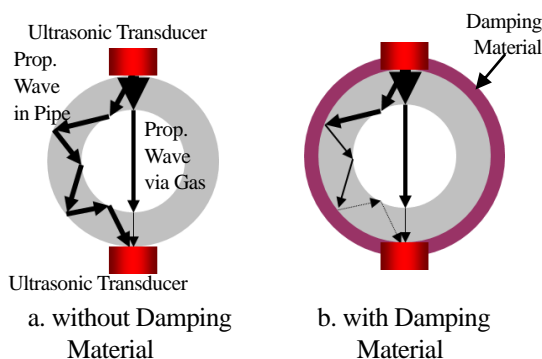 Ultrasonic Transducer
Prop.
Wave
in Pipe
Prop.
Wave
via Gas
Ultrasonic Transducer
a. without Damping
Material
Damping
Material
b. with Damping
Material